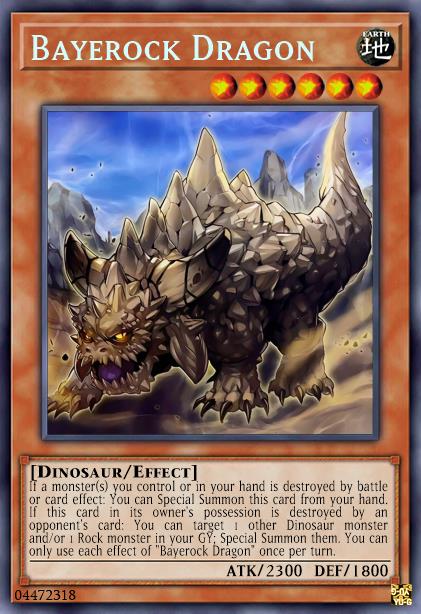 BAYEROCK DRAGON
EARTH
地
[DINOSAUR/EFFECT]
If a monster(s) you control or in your hand is destroyed by battle
or card effect: You can Special Summon this card from your hand.
If this card in its owner's possession is destroyed by an
opponent's card: You can target 1 other Dinosaur monster
and/or 1 Rock monster in your GY; Special Summon them. You can
only use each effect of "Bayerock Dragon" once per turn.
ATK/2300 DEF/1800
04472318